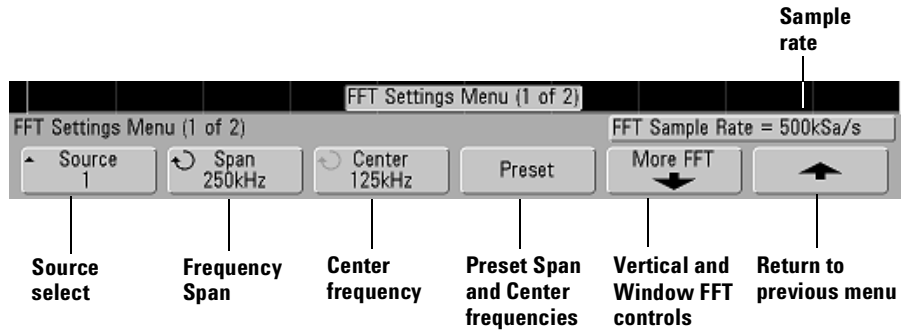 Sample
rate
FFT Settings Menu (1 of 2)
FFT Settings Menu (1 of 2)
FFT Sample Rate = 500kSa/s
Source
1
Span
250kHz
Center
125kHz
Preset
More FFT
Source
select
Frequency
Span
Center
frequency
Preset Span
and Center
frequencies
Vertical and
Window FFT
controls
Return to
previous menu